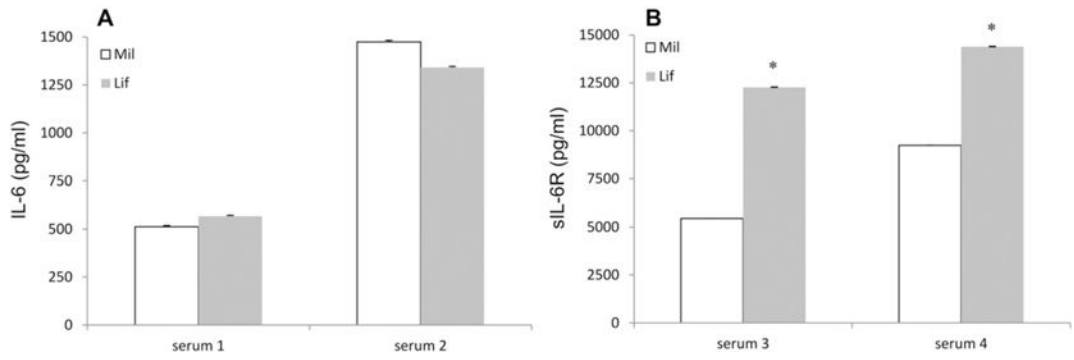 A
IL-6 (pg/ml)
1500
1250
1000
750
500
250
0
Mil
Lif
serum 1
serum 2
B
sIL-6R (pg/ml)
15000
12500
10000
7500
5000
2500
0
Mil
Lif
*
*
serum 3
serum 4